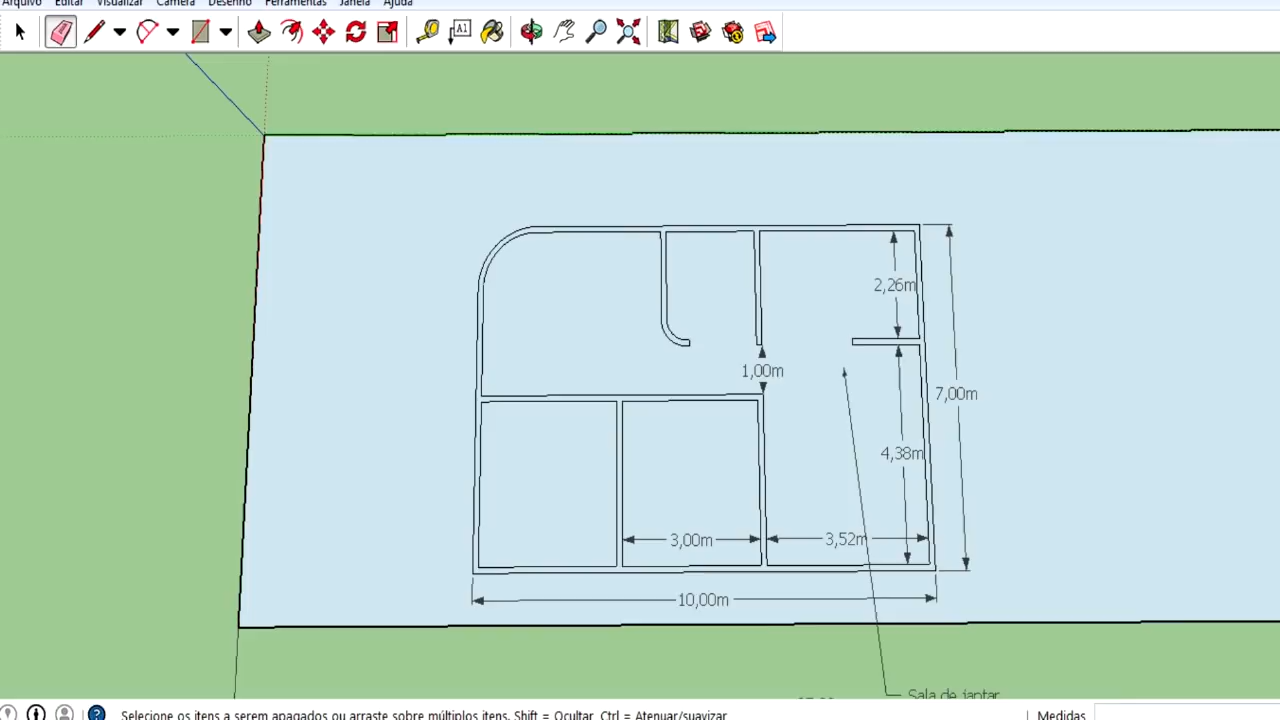 Arquivo Editar Visualizar Câmera Desenho Ferramentas Janela Ajuda
A1
2,26m
1,00m
7,00m
4,38m
3,00m
3,52m
10,00m
Sala de jantar
Selecione os itens a serem apagados ou arraste sobre múltiplos itens. Shift = Ocultar, Ctrl = Atenuar/suavizar
Medidas